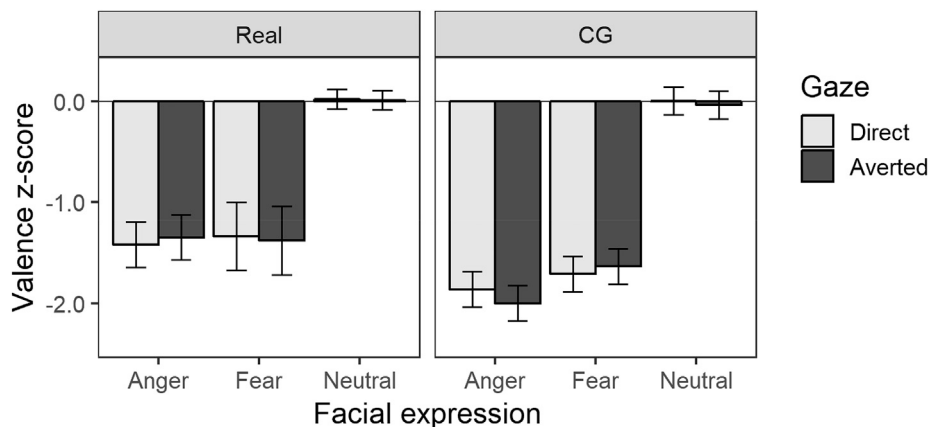 Real
CG
Valence z-score
0.0
-1.0
-2.0
Anger
Fear
Neutral
Anger
Fear
Neutral
Facial expression
Gaze
Direct
Averted